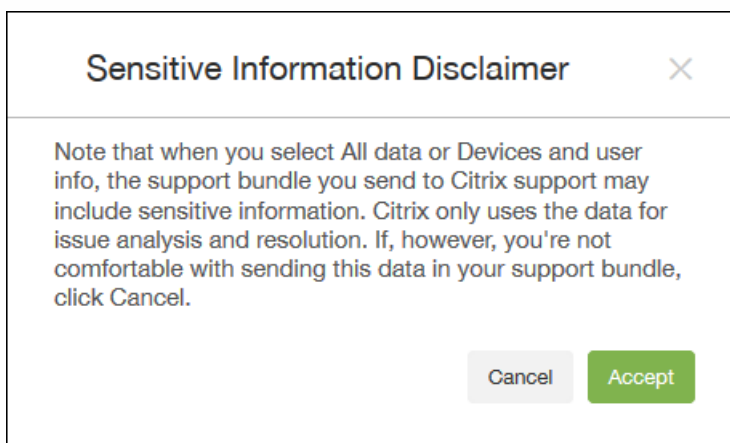 Sensitive Information Disclaimer
Note that when you select All data or Devices and user
info, the support bundle you send to Citrix support may
include sensitive information. Citrix only uses the data for
issue analysis and resolution. If, however, you're not
comfortable with sending this data in your support bundle,
click Cancel.
Cancel Accept